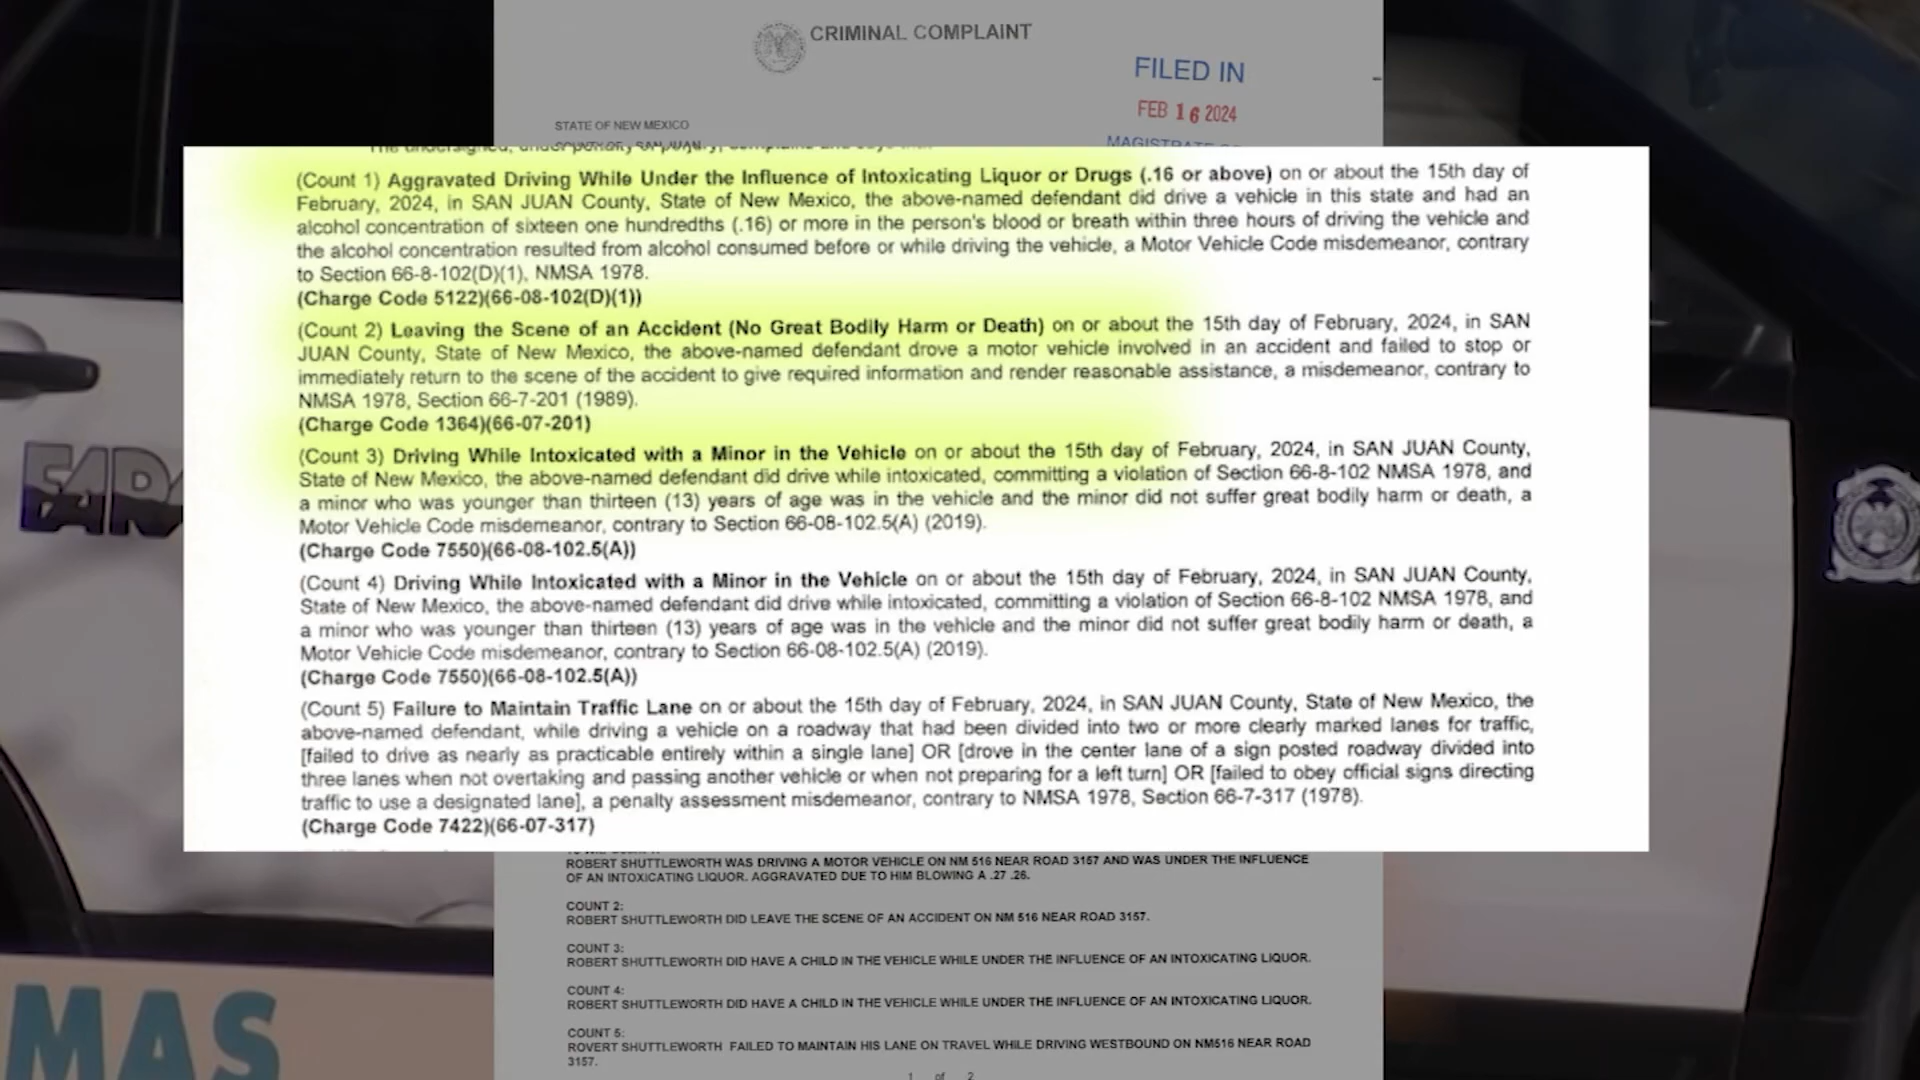 CRIMINAL COMPLAINT
FILED IN
FEB 16 2024
STATE OF NEW MEXICO
(Count 1) Aggravated Driving While Under the Influence of Intoxicating Liquor or Drugs (.16 or above) on or about the 15th day of
February, 2024, in SAN JUAN County, State of New Mexico, the above-named defendant did drive a vehicle in this state and had an
alcohol concentration of sixteen one hundredths (.16) or more in the person's blood or breath within three hours of driving the vehicle and
the alcohol concentration resulted from alcohol consumed before or while driving the vehicle, a Motor Vehicle Code misdemeanor, contrary
to Section 66-8-102(D)(1), NMSA 1978.
(Charge Code 5122)(66-08-102(D)(1))
(Count 2) Leaving the Scene of an Accident (No Great Bodily Harm or Death) on or about the 15th day of February, 2024, in SAN
JUAN County, State of New Mexico, the above-named defendant drove a motor vehicle involved in an accident and failed to stop or
immediately return to the scene of the accident to give required information and render reasonable assistance, a misdemeanor, contrary to
NMSA 1978, Section 66-7-201 (1989).
(Charge Code 1364)(66-07-201)
(Count 3) Driving While Intoxicated with a Minor in the Vehicle on or about the 15th day of February, 2024, in SAN JUAN County,
State of New Mexico, the above-named defendant did drive while intoxicated, committing a violation of Section 66-8-102 NMSA 1978, and
a minor who was younger than thirteen (13) years of age was in the vehicle and the minor did not suffer great bodily harm or death, a
Motor Vehicle Code misdemeanor, contrary to Section 66-08-102.5(A) (2019).
(Charge Code 7550)(66-08-102.5(A))
(Count 4) Driving While Intoxicated with a Minor in the Vehicle on or about the 15th day of February, 2024, in SAN JUAN County,
State of New Mexico, the above-named defendant did drive while intoxicated, committing a violation of Section 66-8-102 NMSA 1978, and
a minor who was younger than thirteen (13) years of age was in the vehicle and the minor did not suffer great bodily harm or death, a
Motor Vehicle Code misdemeanor, contrary to Section 66-08-102.5(A) (2019).
(Charge Code 7550)(66-08-102.5(A))
(Count 5) Failure to Maintain Traffic Lane on or about the 15th day of February, 2024, in SAN JUAN County, State of New Mexico, the
above-named defendant, while driving a vehicle on a roadway that had been divided into two or more clearly marked lanes for traffic,
[failed to drive as nearly as practicable entirely within a single lane] OR [drove in the center lane of a sign posted roadway divided into
three lanes when not overtaking and passing another vehicle or when not preparing for a left turn] OR [failed to obey official signs directing
traffic to use a designated lane], a penalty assessment misdemeanor, contrary to NMSA 1978, Section 66-7-317 (1978).
(Charge Code 7422)(66-07-317)
ROBERT SHUTTLEWORTH WAS DRIVING A MOTOR VEHICLE ON NM 516 NEAR ROAD 3157 AND WAS UNDER THE INFLUENCE
OF AN INTOXICATING LIQUOR. AGGRAVATED DUE TO HIM BLOWING A .27 .26.
COUNT 2:
ROBERT SHUTTLEWORTH DID LEAVE THE SCENE OF AN ACCIDENT ON NM 516 NEAR ROAD 3157.
COUNT 3:
ROBERT SHUTTLEWORTH DID HAVE A CHILD IN THE VEHICLE WHILE UNDER THE INFLUENCE OF AN INTOXICATING LIQUOR.
COUNT 4:
ROBERT SHUTTLEWORTH DID HAVE A CHILD IN THE VEHICLE WHILE UNDER THE INFLUENCE OF AN INTOXICATING LIQUOR.
COUNT 5:
ROVERT SHUTTLEWORTH FAILED TO MAINTAIN HIS LANE ON TRAVEL WHILE DRIVING WESTBOUND ON NM516 NEAR ROAD
3157.
1 of 2
MAS